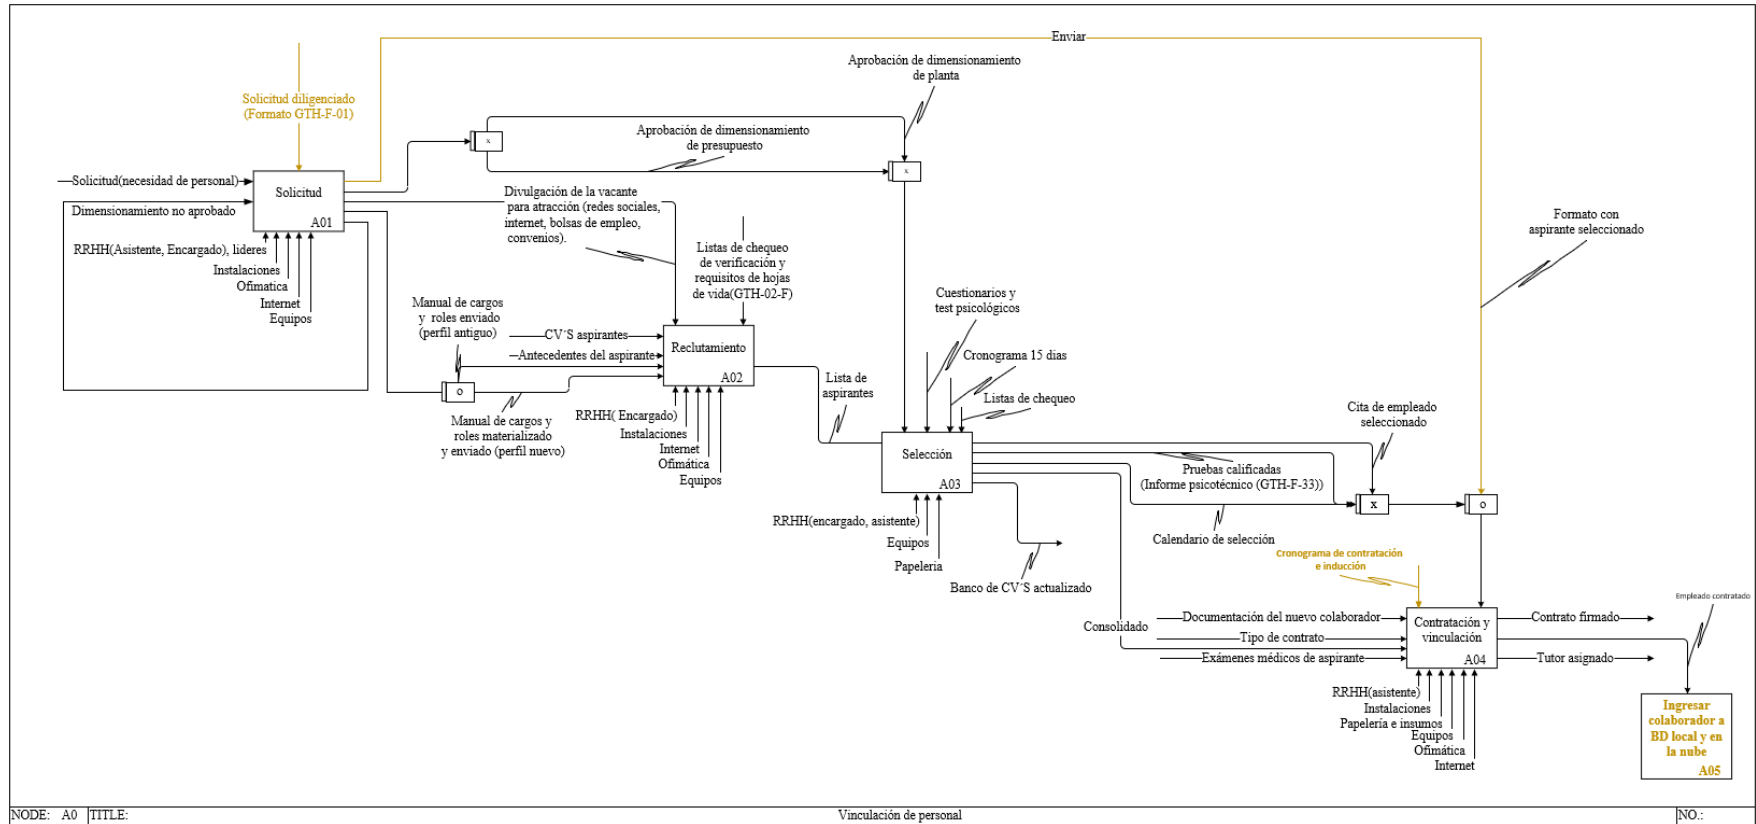 Enviar
Aprobación de dimensionamiento
de planta
Solicitud diligenciado
(Formato GTH-F-01)
x
Aprobación de dimensionamiento
de presupuesto
x
Solicitud(necesidad de personal)
Solicitud
A01
Dimensionamiento no aprobado
RRHH(Asistente, Encargado), lideres
Instalaciones
Ofimatica
Internet
Equipos
Divulgación de la vacante
para atracción (redes sociales,
internet, bolsas de empleo,
convenios).
Listas de chequeo
de verificación y
requisitos de hojas
de vida(GTH-02-F)
Formato con
aspirante seleccionado
Manual de cargos
y roles enviado
(perfil antiguo)
CV´S aspirantes
Antecedentes del aspirante
Reclutamiento
A02
o
Manual de cargos y
roles materializado
y enviado (perfil nuevo)
RRHH( Encargado)
Instalaciones
Internet
Ofimática
Equipos
Lista de
aspirantes
Cuestionarios y
test psicológicos
Cronograma 15 dias
Listas de chequeo
Selección
A03
RRHH(encargado, asistente)
Equipos
Papeleria
Cita de empleado
seleccionado
Pruebas calificadas
(Informe psicotécnico (GTH-F-33))
x
o
Calendario de selección
Banco de CV´S actualizado
Cronograma de contratación
e inducción
Consolidado
Documentación del nuevo colaborador
Tipo de contrato
Exámenes médicos de aspirante
Contratación y
vinculación
A04
Contrato firmado
Tutor asignado
Empleado contratado
RRHH(asistente)
Instalaciones
Papelería e insumos
Equipos
Ofimática
Internet
Ingresar
colaborador a
BD local y en
la nube
A05
NODE: A0
TITLE:
Vinculación de personal
NO.: